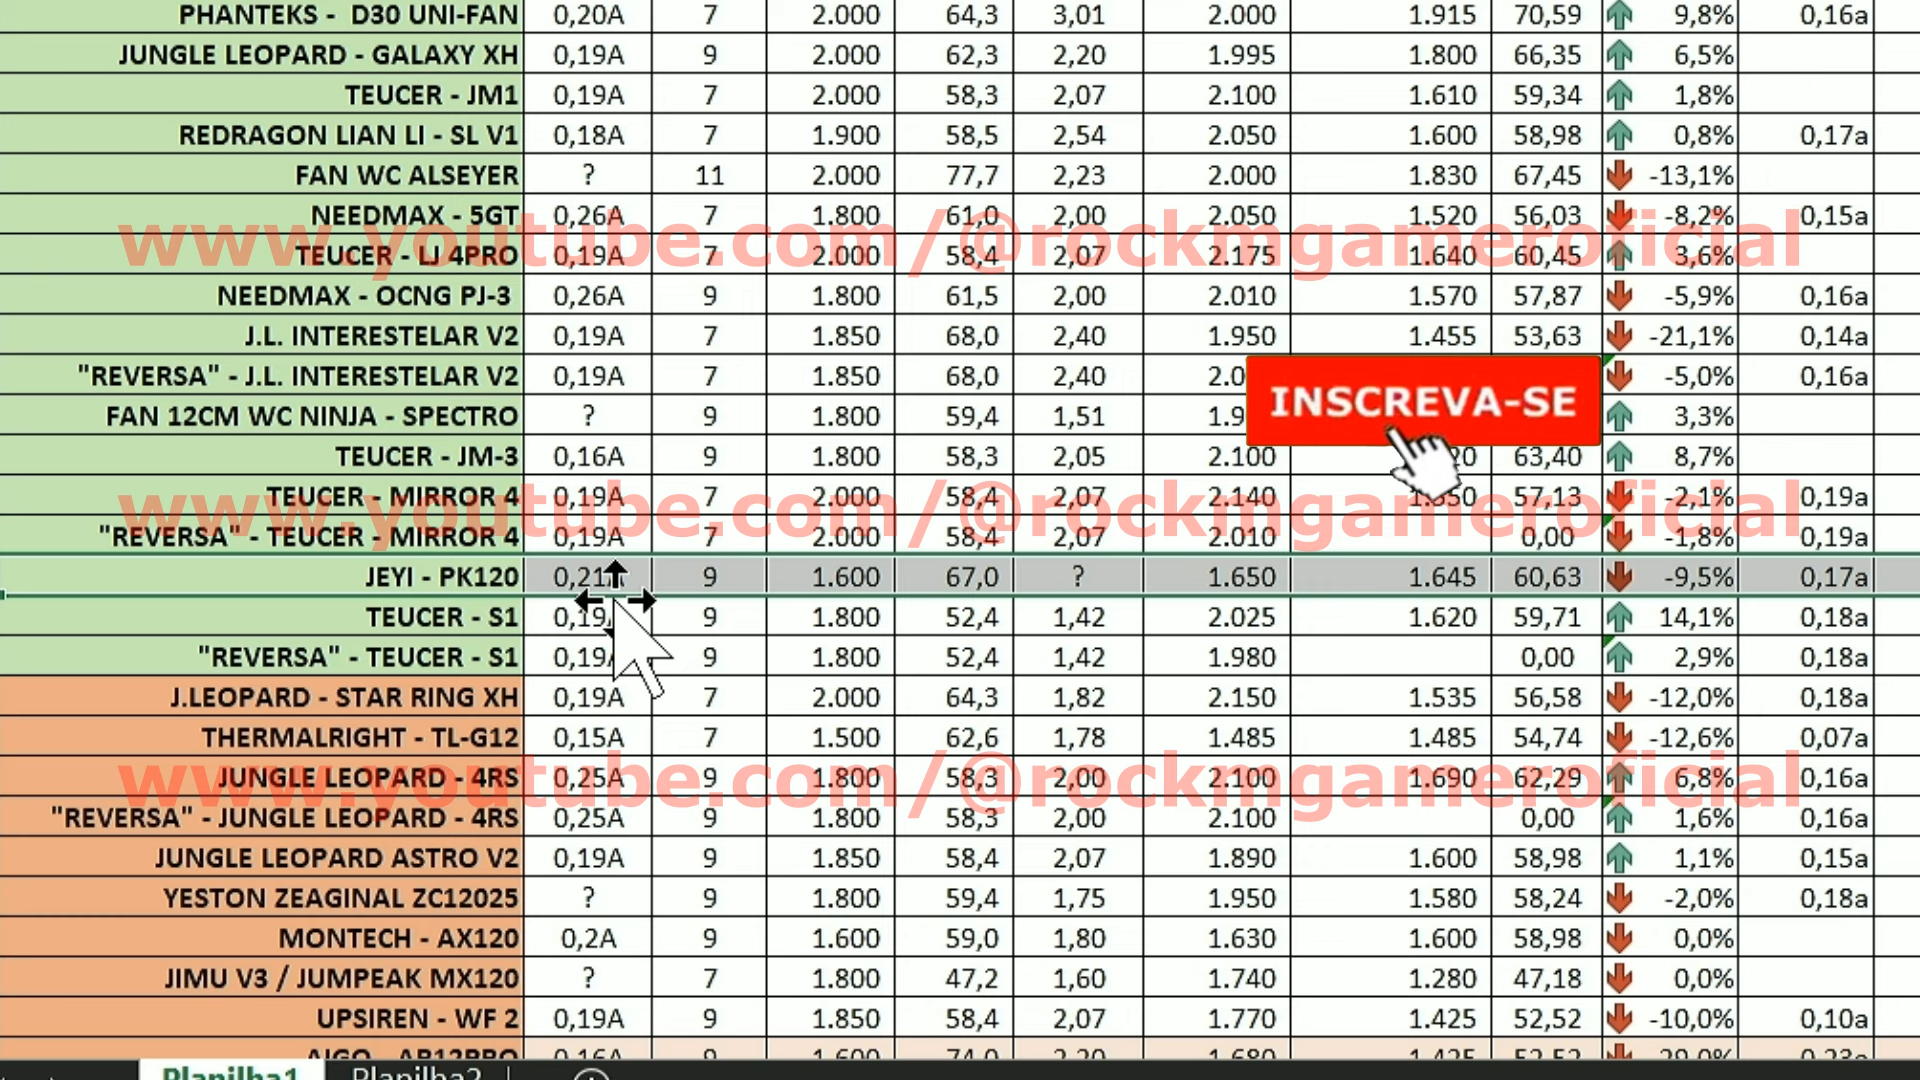 PHANTEKS - D30 UNI-FAN 0,20A 7 2.000 64,3 3,01 2.000 1.915 70,59 9,8% 0,16a
JUNGLE LEOPARD - GALAXY XH 0,19A 9 2.000 62,3 2,20 1.995 1.800 66,35 6,5%
TEUCER - JM1 0,19A 7 2.000 58,3 2,07 2.100 1.610 59,34 1,8%
REDRAGON LIAN LI - SL V1 0,18A 7 1.900 58,5 2,54 2.050 1.600 58,98 0,8% 0,17a
FAN WC ALSEYER ? 11 2.000 77,7 2,23 2.000 1.830 67,45 -13,1%
NEEDMAX - 5GT 0,26A 7 1.800 61,0 2,00 2.050 1.520 56,03 -8,2% 0,15a
www.youtube.com/@rockmgameroficial
TEUCER - LJ 4PRO 0,19A 7 2.000 58,4 2,07 2.175 1.640 60,45 3,6%
NEEDMAX - OCNG PJ-3 0,26A 9 1.800 61,5 2,00 2.010 1.570 57,87 -5,9% 0,16a
J.L. INTERESTELAR V2 0,19A 7 1.850 68,0 2,40 1.950 1.455 53,63 -21,1% 0,14a
"REVERSA" - J.L. INTERESTELAR V2 0,19A 7 1.850 68,0 2,40 2.0 -5,0% 0,16a
INSCREVA-SE
FAN 12CM WC NINJA - SPECTRO ? 9 1.800 59,4 1,51 1.9 3,3%
TEUCER - JM-3 0,16A 9 1.800 58,3 2,05 2.100 20 63,40 8,7%
TEUCER - MIRROR 4 0,19A 7 2.000 58,4 2,07 2.140 57,13 -2,1% 0,19a
www.youtube.com/@rockmgameroficial
"REVERSA" - TEUCER - MIRROR 4 0,19A 7 2.000 58,4 2,07 2.010 0,00 -1,8% 0,19a
JEYI - PK120 0,21A 9 1.600 67,0 ? 1.650 1.645 60,63 -9,5% 0,17a
TEUCER - S1 0,19 9 1.800 52,4 1,42 2.025 1.620 59,71 14,1% 0,18a
"REVERSA" - TEUCER - S1 0,19A 9 1.800 52,4 1,42 1.980 0,00 2,9% 0,18a
J.LEOPARD - STAR RING XH 0,19A 7 2.000 64,3 1,82 2.150 1.535 56,58 -12,0% 0,18a
THERMALRIGHT - TL-G12 0,15A 7 1.500 62,6 1,78 1.485 1.485 54,74 -12,6% 0,07a
www.youtube.com/@rockmgameroficial
JUNGLE LEOPARD - 4RS 0,25A 9 1.800 58,3 2,00 2.100 1.690 62,29 6,8% 0,16a
"REVERSA" - JUNGLE LEOPARD - 4RS 0,25A 9 1.800 58,3 2,00 2.100 0,00 1,6% 0,16a
JUNGLE LEOPARD ASTRO V2 0,19A 9 1.850 58,4 2,07 1.890 1.600 58,98 1,1% 0,15a
YESTON ZEAGINAL ZC12025 ? 9 1.800 59,4 1,75 1.950 1.580 58,24 -2,0% 0,18a
MONTECH - AX120 0,2A 9 1.600 59,0 1,80 1.630 1.600 58,98 0,0%
JIMU V3 / JUMPEAK MX120 ? 7 1.800 47,2 1,60 1.740 1.280 47,18 0,0%
UPSIREN - WF 2 0,19A 9 1.850 58,4 2,07 1.770 1.425 52,52 -10,0% 0,10a
Planilha1 Planilha2